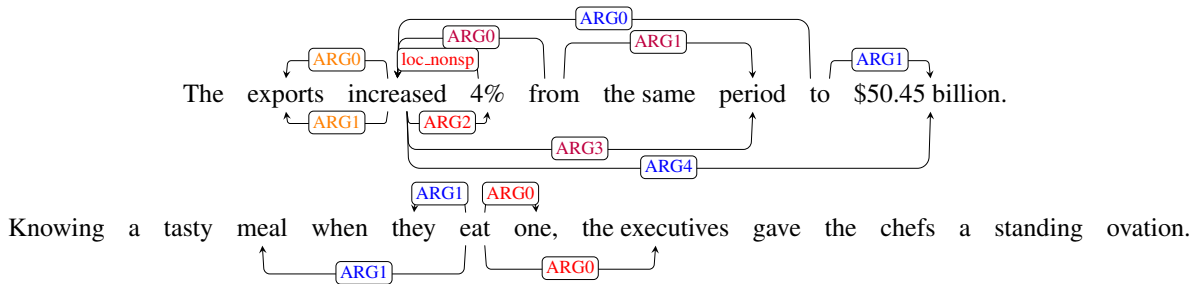 ARG0
ARG0 ARG1
ARG0 loc_nonsp ARG1
The exports increased 4% from the same period to $50.45 billion.
ARG1 ARG2
ARG3
ARG4
ARG1 ARG0
Knowing a tasty meal when they eat one, the executives gave the chefs a standing ovation.
ARG1 ARG0